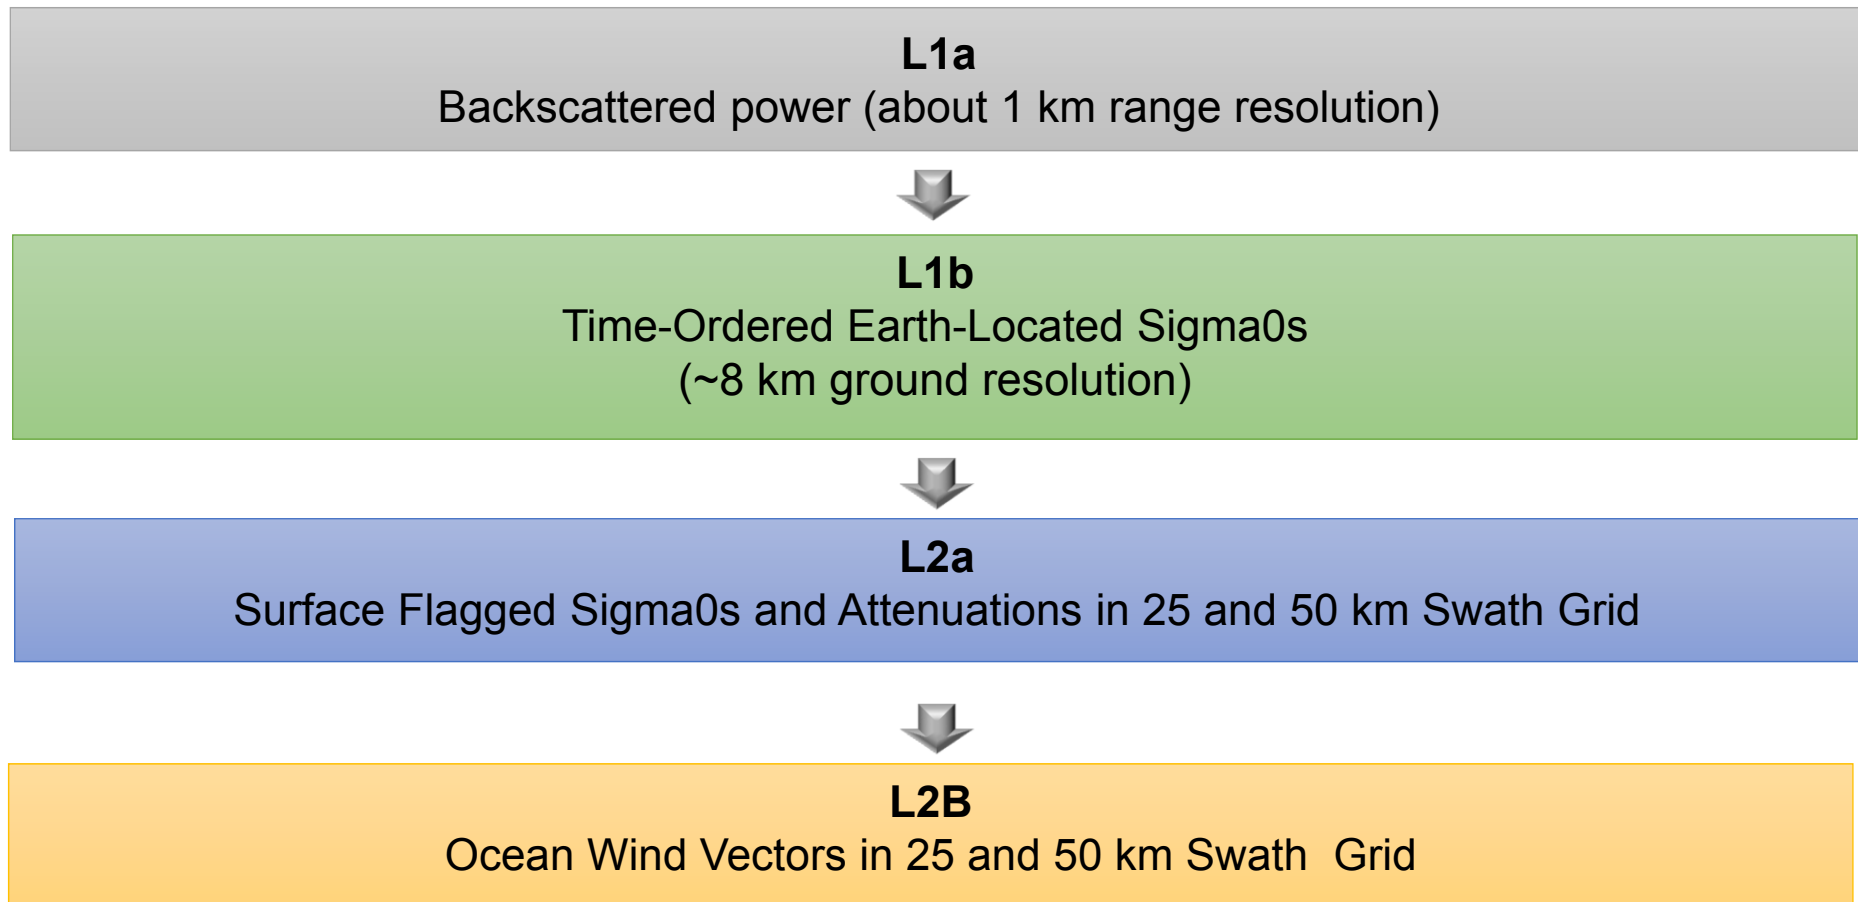 L1a
Backscattered power (about 1 km range resolution)
L1b
Time-Ordered Earth-Located Sigma0s
(~8 km ground resolution)
L2a
Surface Flagged Sigma0s and Attenuations in 25 and 50 km Swath Grid
L2B
Ocean Wind Vectors in 25 and 50 km Swath  Grid